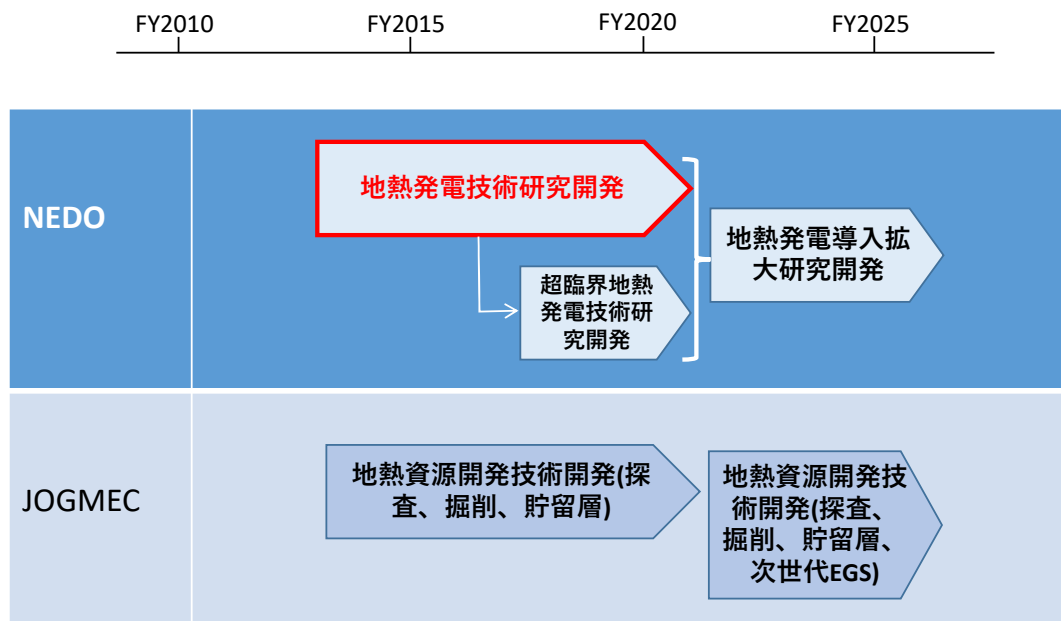 FY2010
FY2015
FY2020
FY2025
NEDO
地熱発電技術研究開発
超臨界地熱
発電技術研
究開発
地熱発電導入拡
大研究開発
JOGMEC
地熱資源開発技術開発(探
査、掘削、貯留層)
地熱資源開発技
術開発(探査、
掘削、貯留層、
次世代EGS)